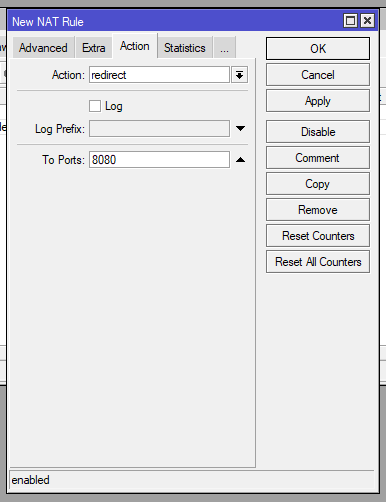 New NAT Rule
Advanced Extra Action Statistics ...
Action: redirect
Log
Log Prefix:
To Ports: 8080
OK
Cancel
Apply
Disable
Comment
Copy
Remove
Reset Counters
Reset All Counters
enabled